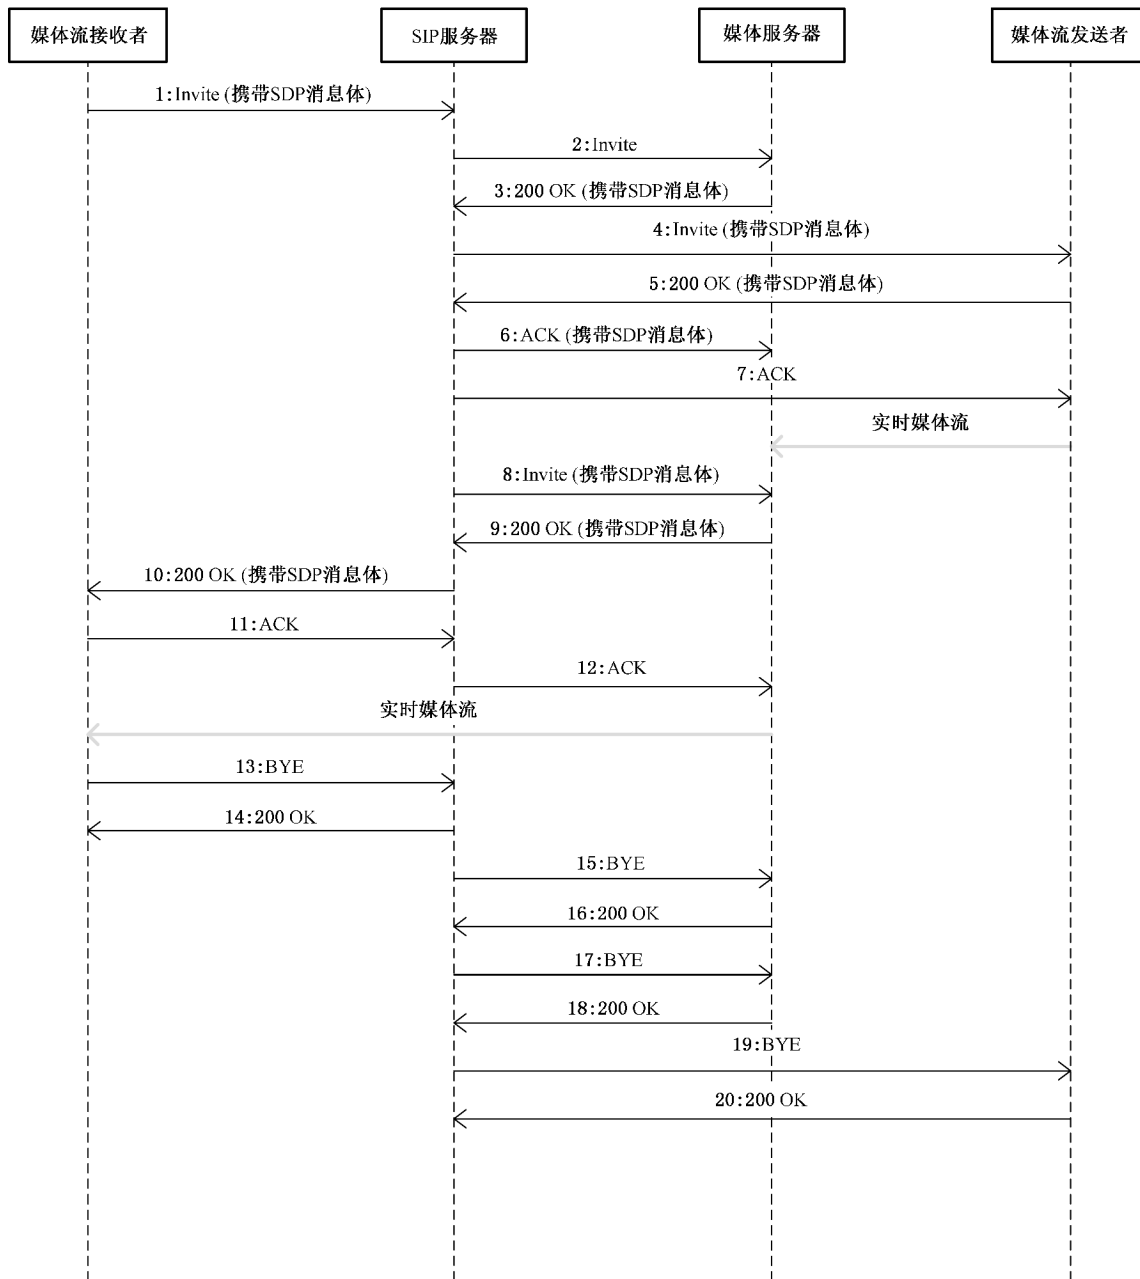 媒体流接收者
SIP服务器
媒体服务器
媒体流发送者
1:Invite (携带SDP消息体)
2:Invite
3:200 OK (携带SDP消息体)
4:Invite (携带SDP消息体)
5:200 OK (携带SDP消息体)
6:ACK (携带SDP消息体)
7:ACK
实时媒体流
8:Invite (携带SDP消息体)
9:200 OK (携带SDP消息体)
10:200 OK (携带SDP消息体)
11:ACK
12:ACK
实时媒体流
13:BYE
14:200 OK
15:BYE
16:200 OK
17:BYE
18:200 OK
19:BYE
20:200 OK